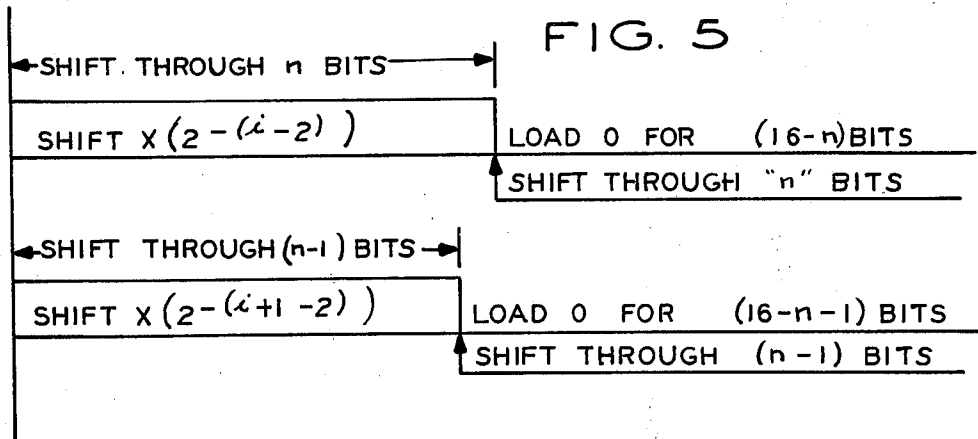 FIG. 5
SHIFT. THROUGH n BITS
SHIFT X (2-(i-2))
LOAD 0 FOR (16-n) BITS
SHIFT THROUGH "n" BITS
SHIFT THROUGH (n-1) BITS
SHIFT X (2-(i+1-2))
LOAD 0 FOR (16-n-1) BITS
SHIFT THROUGH (n-1) BITS